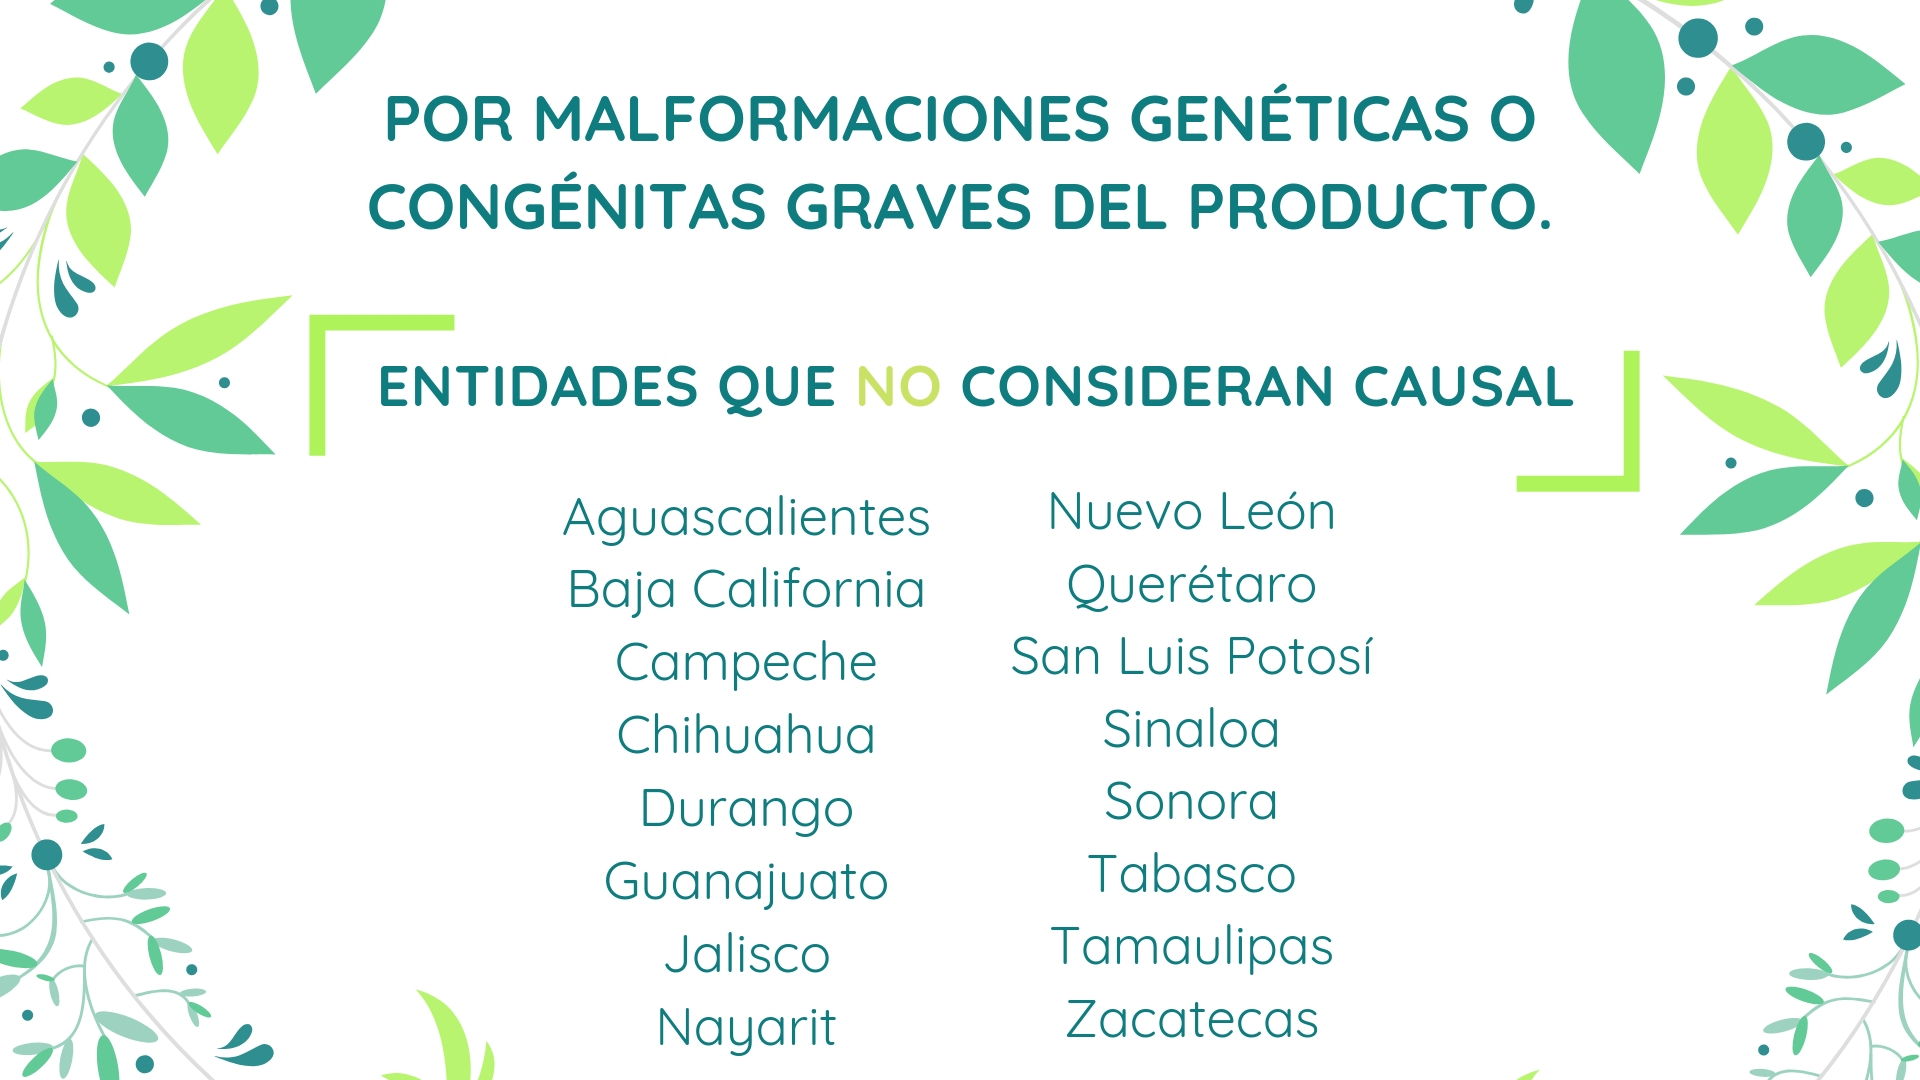 POR MALFORMACIONES GENÉTICAS O
CONGÉNITAS GRAVES DEL PRODUCTO.
ENTIDADES QUE NO CONSIDERAN CAUSAL
Aguascalientes
Baja California
Campeche
Chihuahua
Durango
Guanajuato
Jalisco
Nayarit
Nuevo León
Querétaro
San Luis Potosí
Sinaloa
Sonora
Tabasco
Tamaulipas
Zacatecas